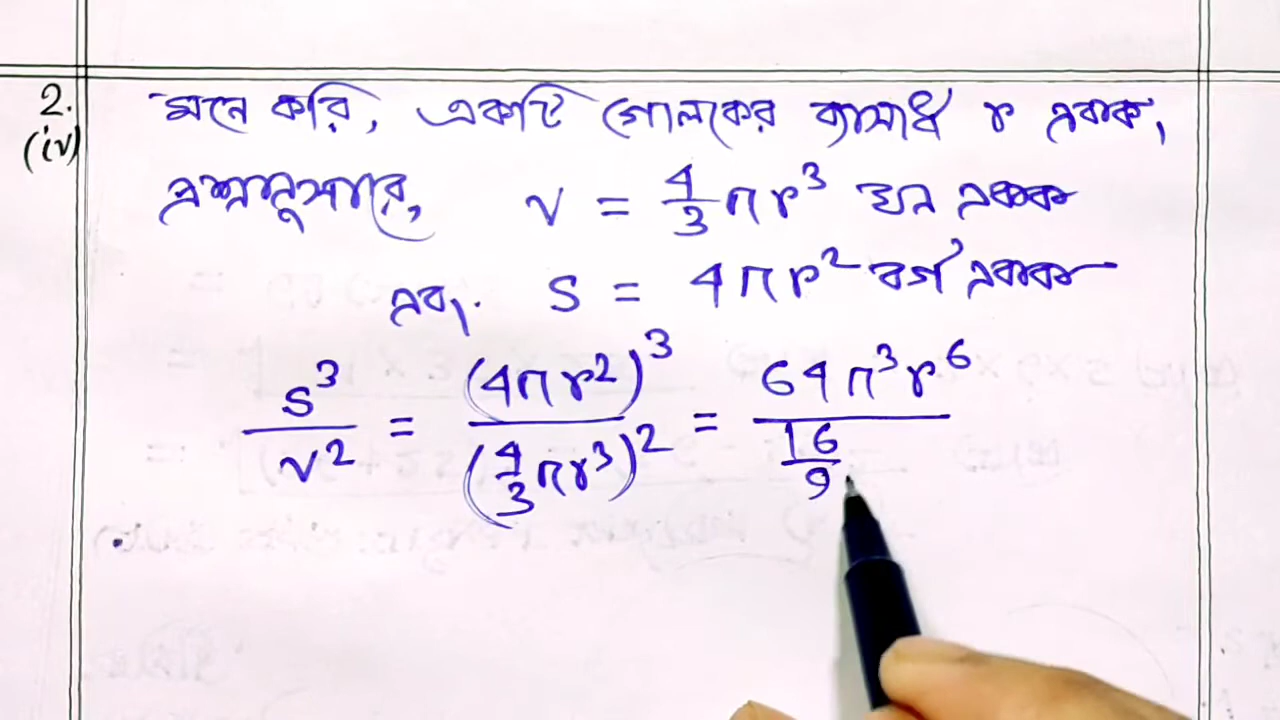 2. মনে করি, একটি গোলকের ব্যাসার্ধ r একক,
(iv) প্রশ্নানুসারে, v = 4/3 πr³ ঘন একক
এবং s = 4πr² বর্গ একক
s³/v² = (4πr²)³/(4/3 πr³)² = 64π³r⁶/(16/9